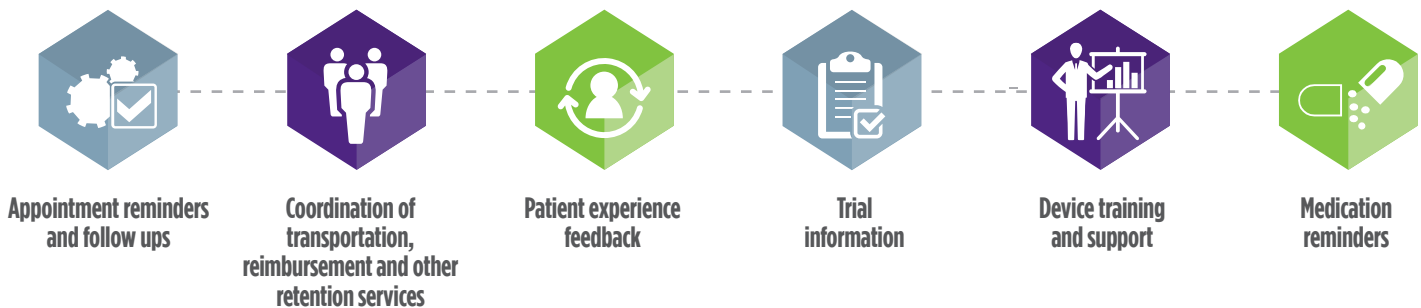 Appointment reminders
and follow ups
Coordination of
transportation,
reimbursement and other
retention services
Patient experience
feedback
Trial
information
Device training
and support
Medication
reminders